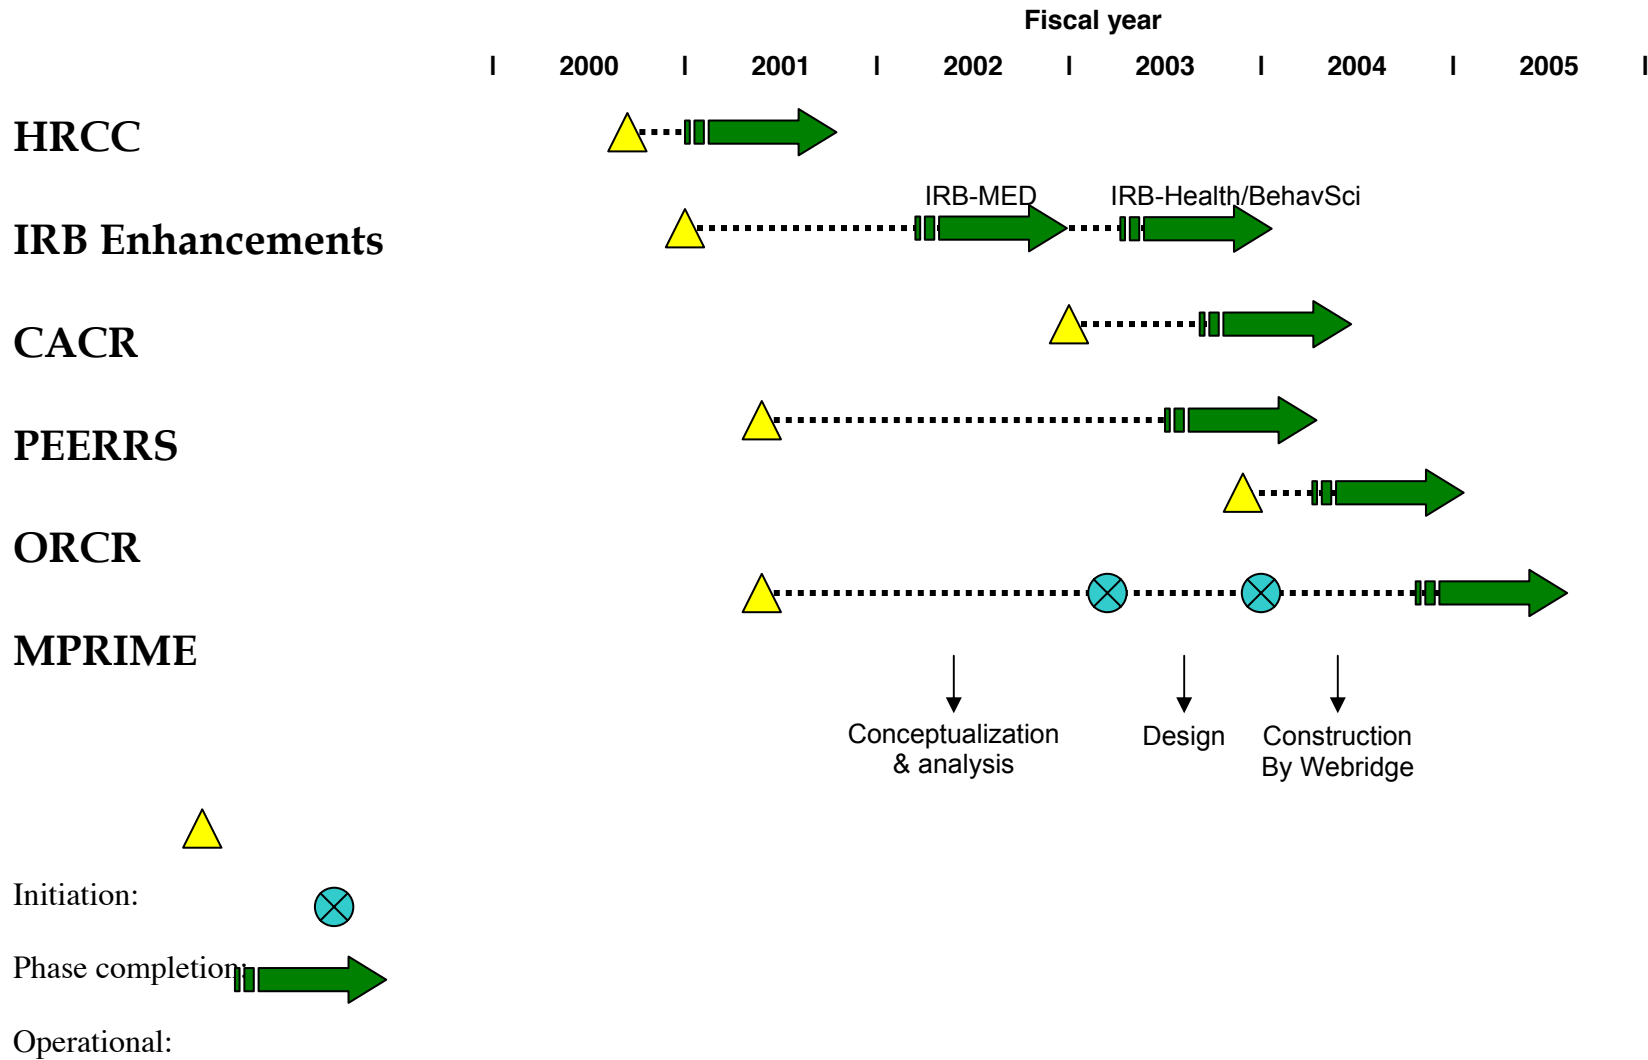 Fiscal year
I 2000 I 2001 I 2002 I 2003 I 2004 I 2005 I
HRCC
IRB-MED IRB-Health/BehavSci
IRB Enhancements
CACR
PEERRS
ORCR
MPRIME
Conceptualization
& analysis
Design
Construction
By Webridge
Initiation:
Phase completion:
Operational: